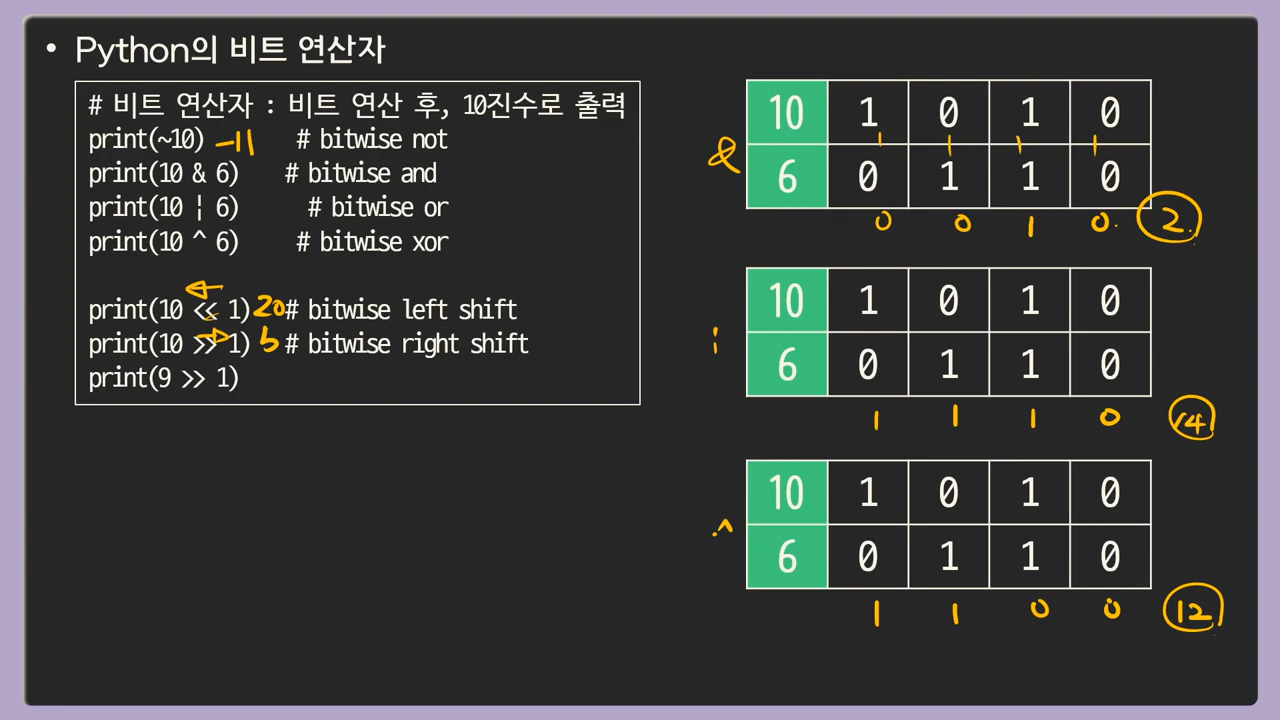 • Python의 비트 연산자
# 비트 연산자 : 비트 연산 후, 10진수로 출력
print(~10) -11 # bitwise not
print(10 & 6) # bitwise and
print(10 ¦ 6) # bitwise or
print(10 ^ 6) # bitwise xor
←
print(10 << 1) 20 # bitwise left shift
→
print(10 >> 1) 5 # bitwise right shift
print(9 >> 1)
10 1 0 1 0
&
6 0 1 1 0
0 0 1 0. 2.
10 1 0 1 0
¦
6 0 1 1 0
1 1 1 0 14
10 1 0 1 0
^
6 0 1 1 0
1 1 0 0 12